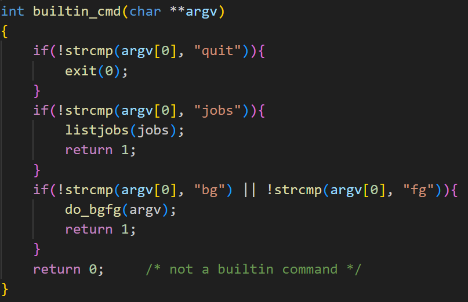 int builtin_cmd(char **argv)
{
    if(!strcmp(argv[0], "quit")){
        exit(0);
    }
    if(!strcmp(argv[0], "jobs")){
        listjobs(jobs);
        return 1;
    }
    if(!strcmp(argv[0], "bg") || !strcmp(argv[0], "fg")){
        do_bgfg(argv);
        return 1;
    }
    return 0;     /* not a builtin command */
}